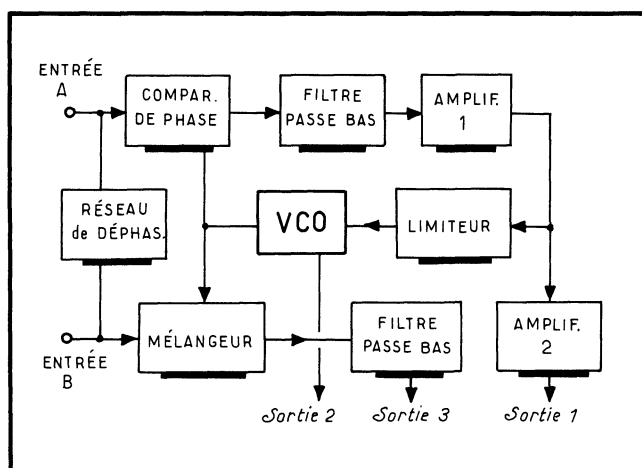 ENTRÉE
A
COMPAR.
DE PHASE
FILTRE
PASSE BAS
AMPLIF.
1
RÉSEAU
de DÉPHAS.
VCO
LIMITEUR
ENTRÉE
B
MÉLANGEUR
FILTRE
PASSE BAS
AMPLIF.
2
Sortie 2
Sortie 3
Sortie 1